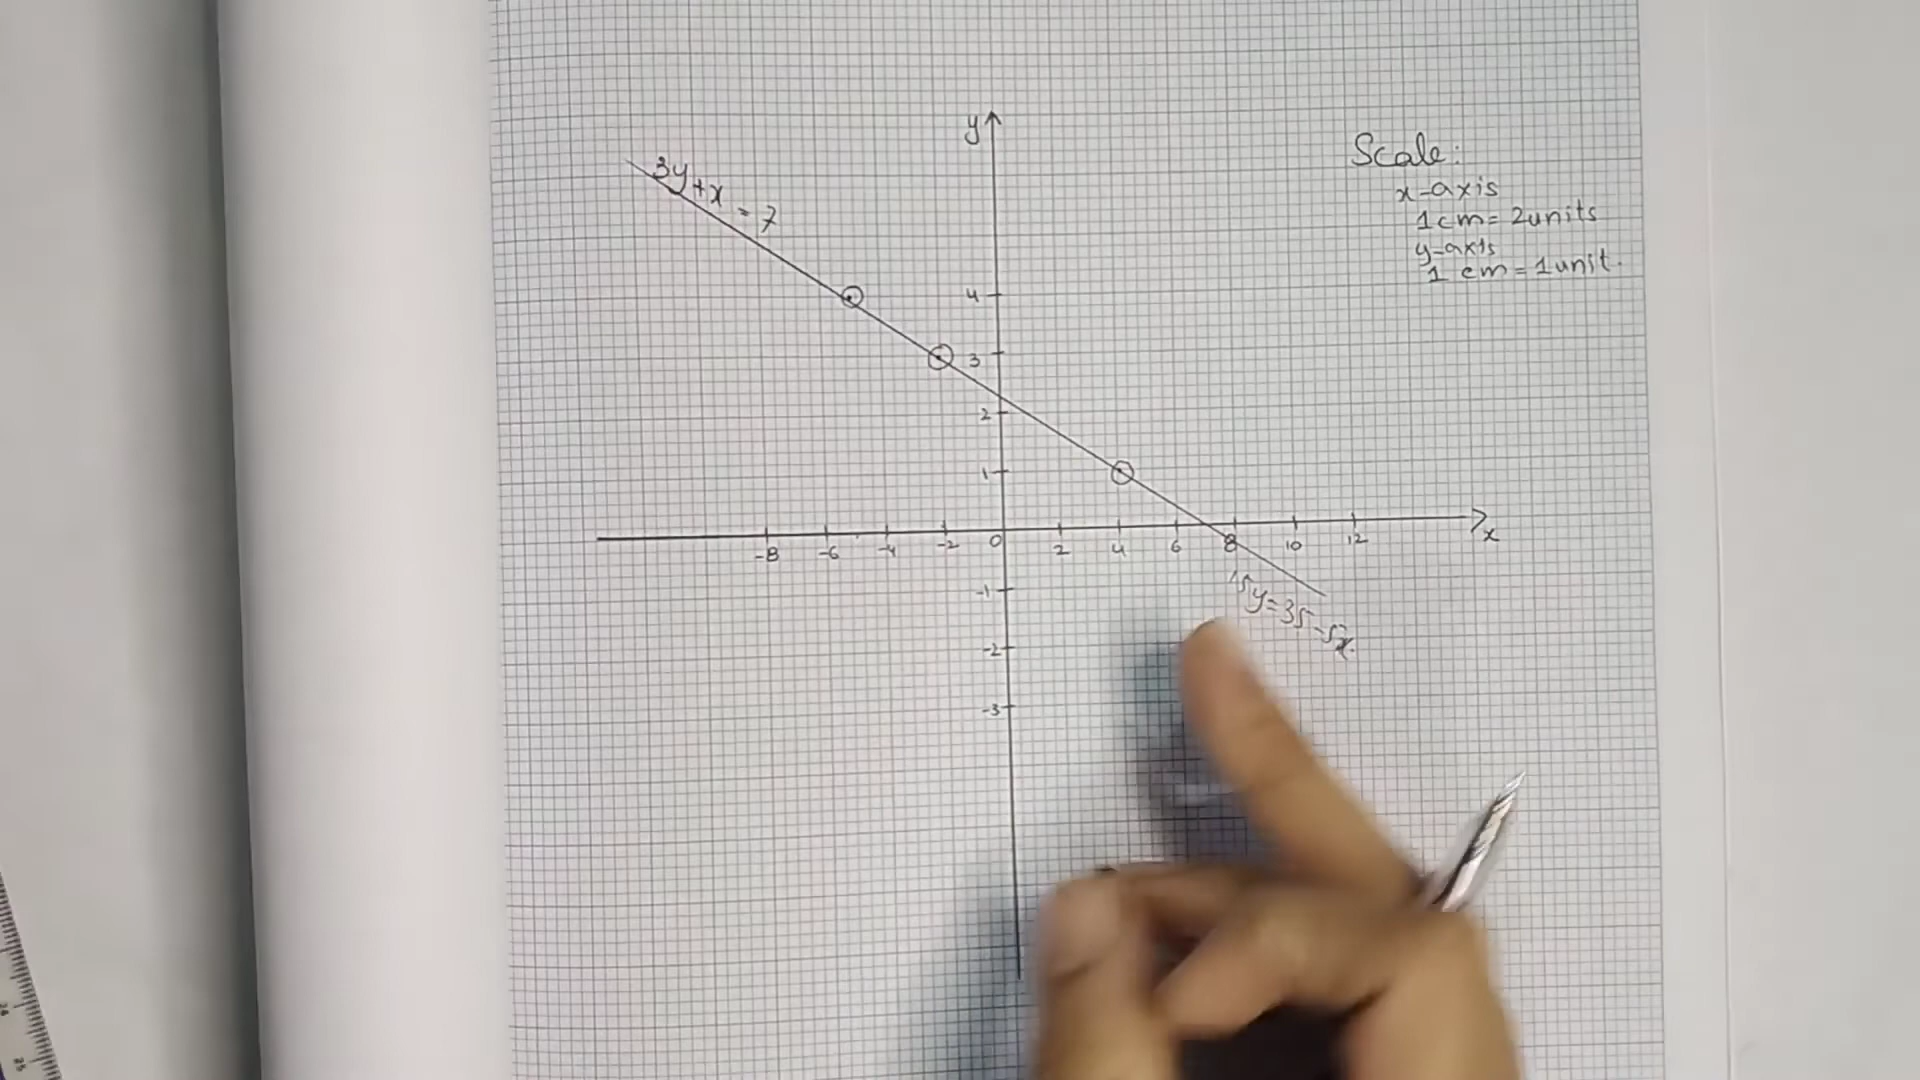 y
Scale:
x-axis
1cm = 2units
y-axis
1 cm = 1unit.
3y+x = 7
4
3
2
1
-8 -6 -4 -2 0 2 4 6 8 10 12 x
15y = 35 - 5x
-1
-2
-3
25